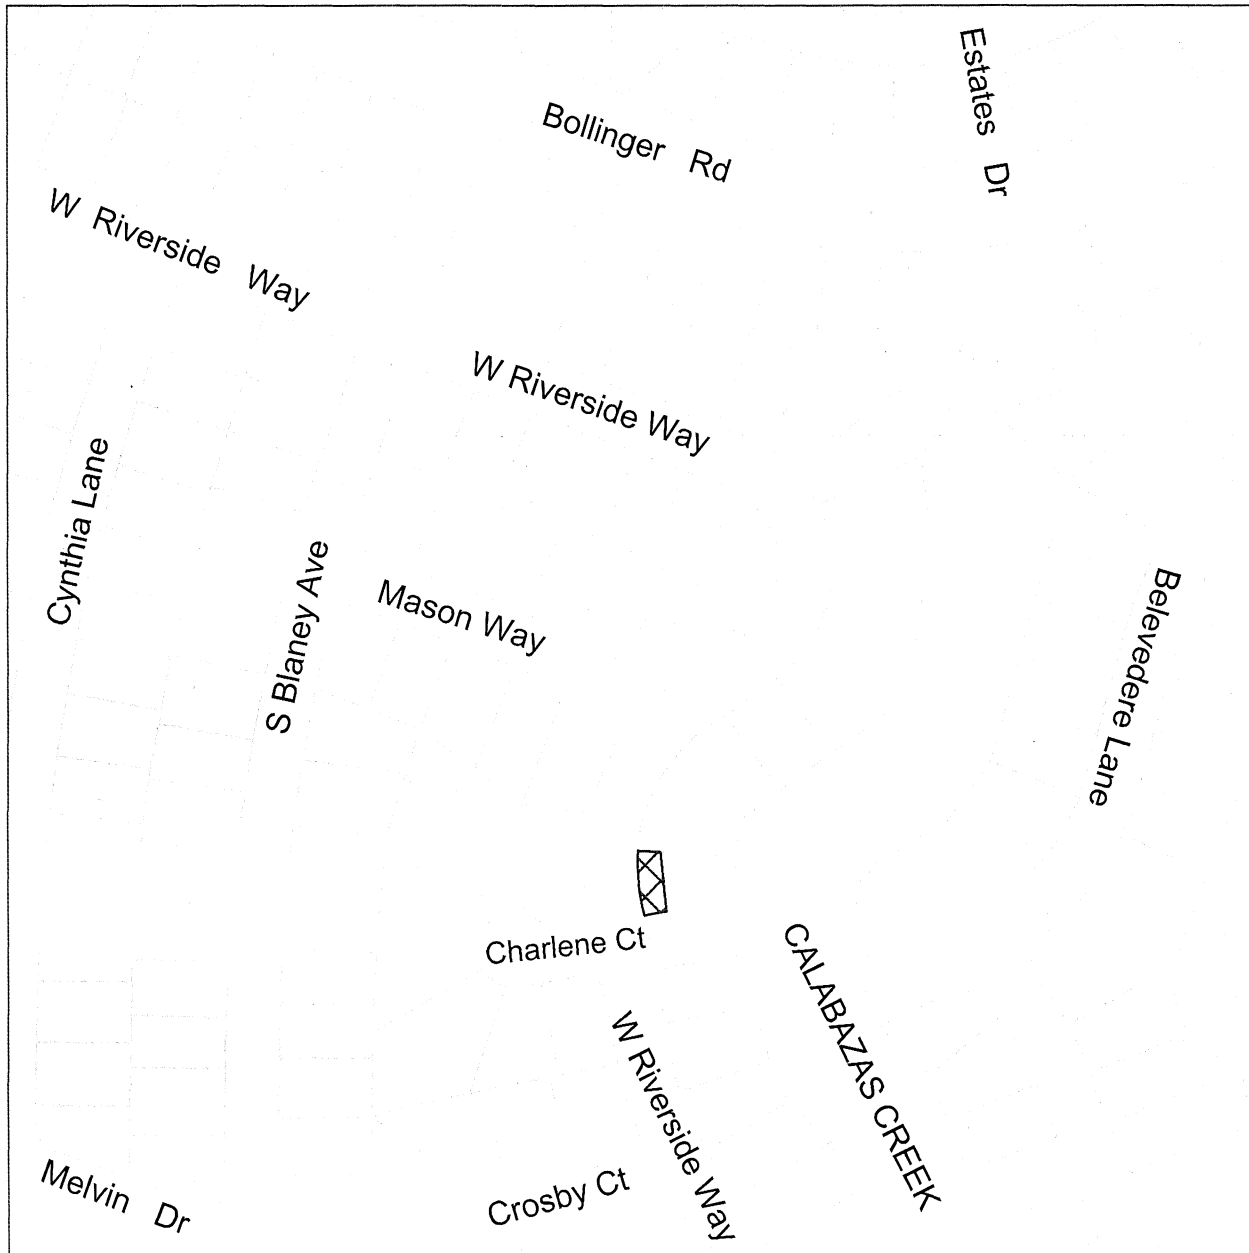 Estates Dr
Bollinger Rd
W Riverside Way
W Riverside Way
Cynthia Lane
S Blaney Ave
Mason Way
Belevedere Lane
Charlene Ct
CALABAZAS CREEK
W Riverside Way
Melvin Dr
Crosby Ct